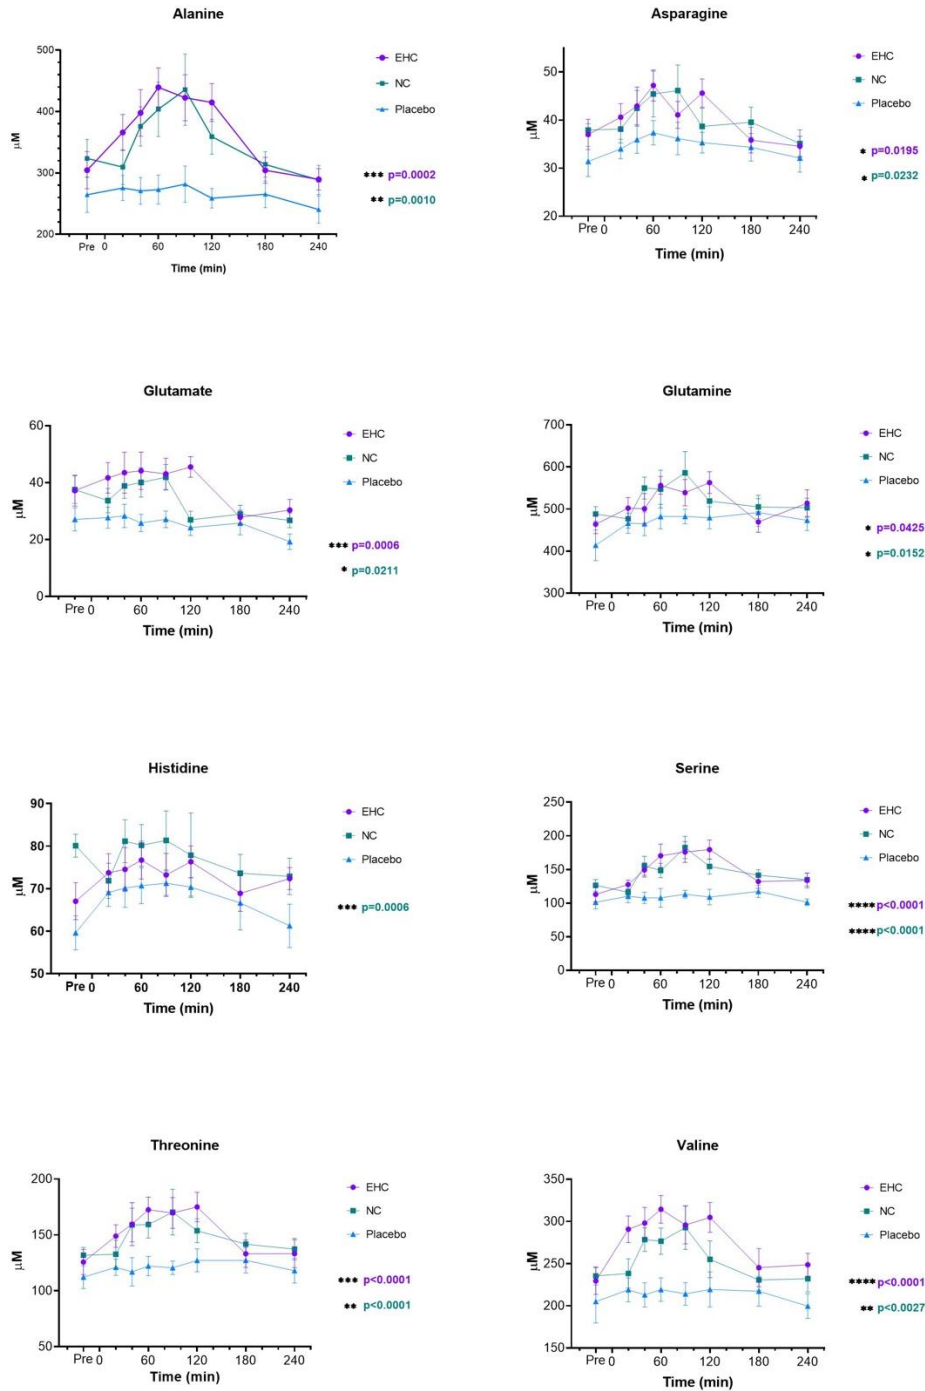 Alanine
500
400
300
200
μM
Pre 0 60 120 180 240
Time (min)
EHC
NC
Placebo
*** p=0.0002
** p=0.0010
Asparagine
50
40
30
20
μM
Pre 0 60 120 180 240
Time (min)
EHC
NC
Placebo
* p=0.0195
* p=0.0232
Glutamate
60
40
20
0
μM
Pre 0 60 120 180 240
Time (min)
EHC
NC
Placebo
*** p=0.0006
* p=0.0211
Glutamine
700
600
500
400
300
μM
Pre 0 60 120 180 240
Time (min)
EHC
NC
Placebo
* p=0.0425
* p=0.0152
Histidine
90
80
70
60
50
μM
Pre 0 60 120 180 240
Time (min)
EHC
NC
Placebo
*** p=0.0006
Serine
250
200
150
100
50
0
μM
Pre 0 60 120 180 240
Time (min)
EHC
NC
Placebo
**** p<0.0001
**** p<0.0001
Threonine
200
150
100
50
μM
Pre 0 60 120 180 240
Time (min)
EHC
NC
Placebo
*** p<0.0001
** p<0.0001
Valine
350
300
250
200
150
μM
Pre 0 60 120 180 240
Time (min)
EHC
NC
Placebo
**** p<0.0001
** p<0.0027